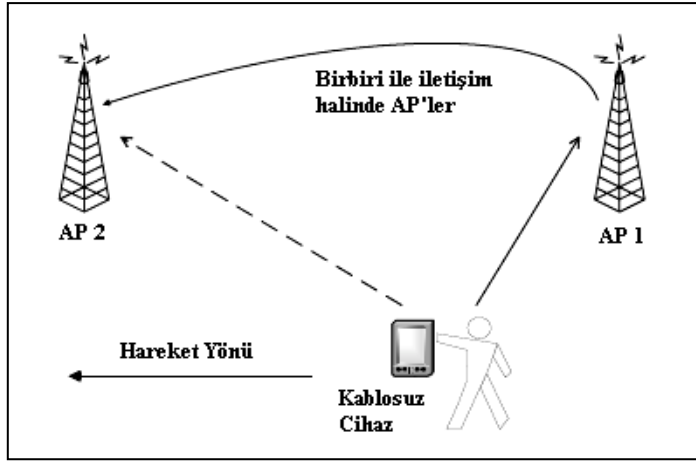 Birbiri ile iletişim
halinde AP'ler
AP 2
AP 1
Hareket Yönü
Kablosuz
Cihaz